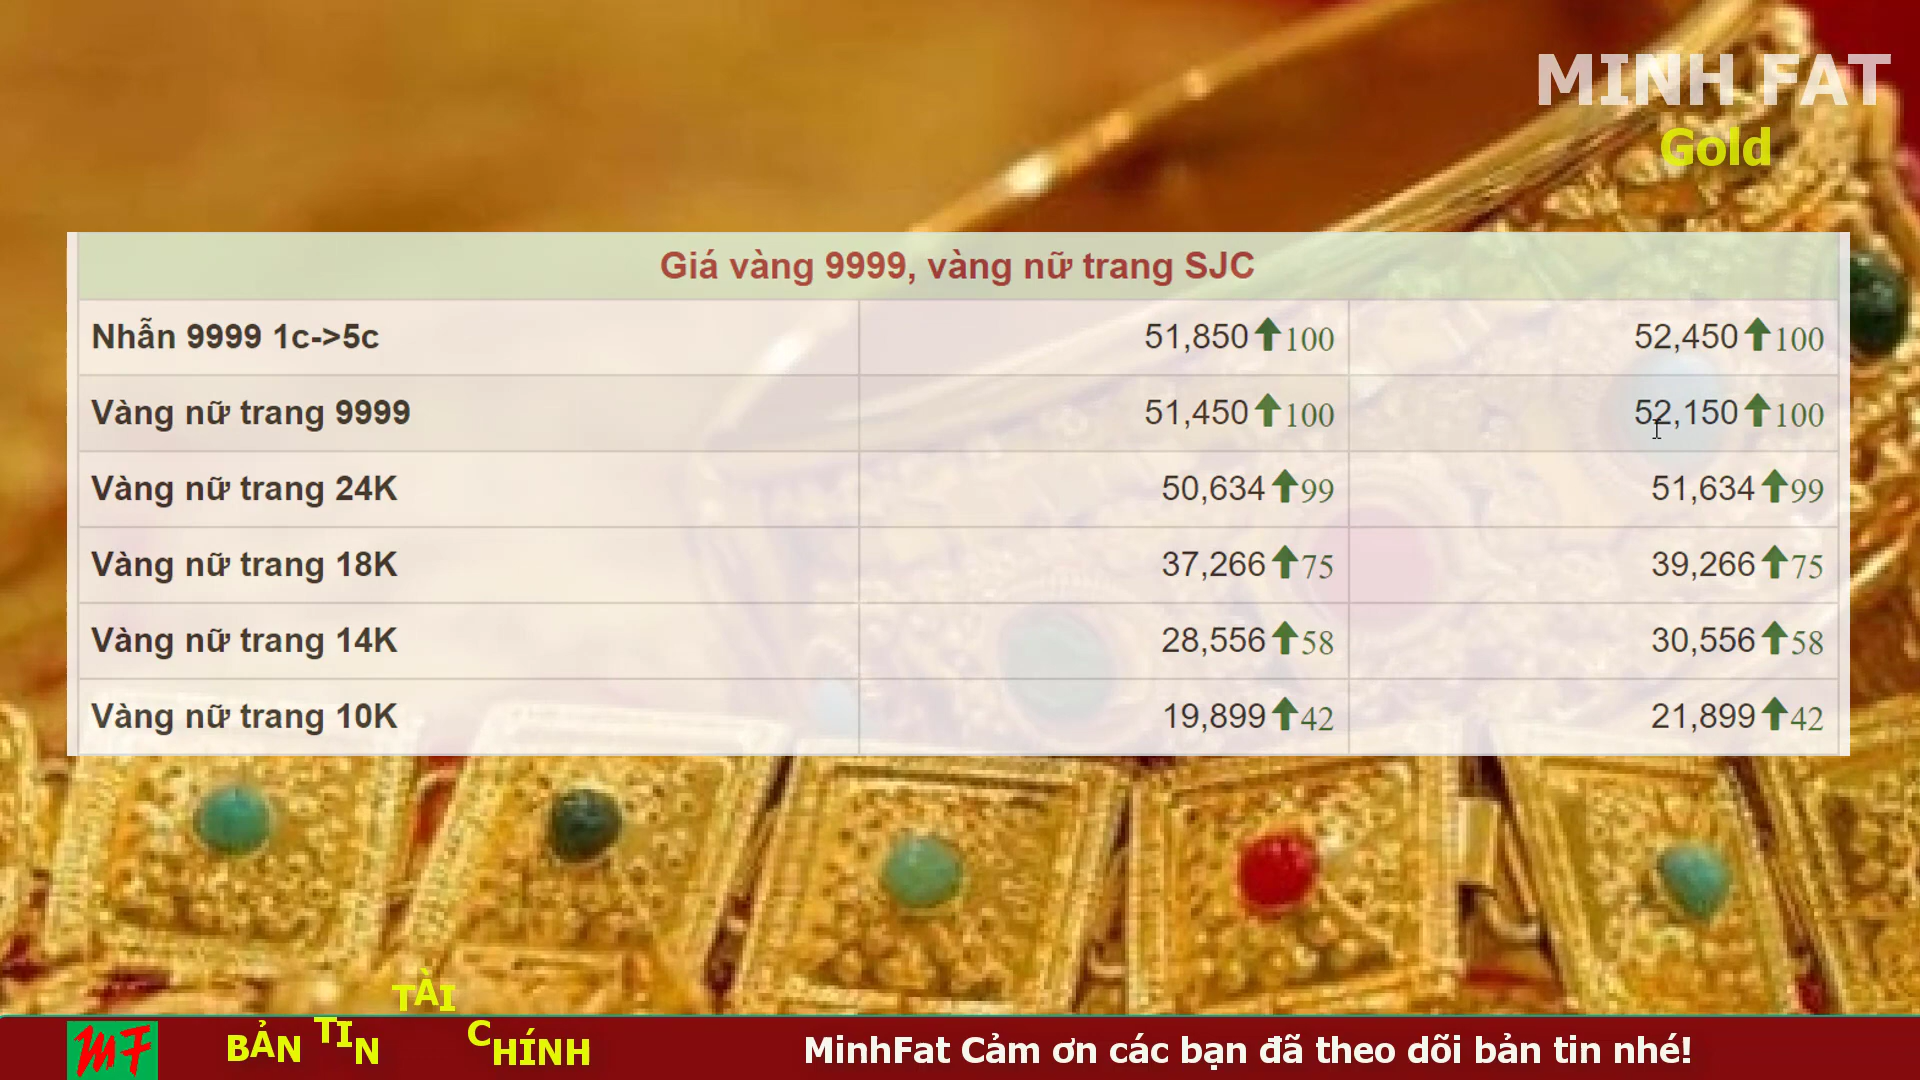 MINH FAT
Gold
Giá vàng 9999, vàng nữ trang SJC
Nhẫn 9999 1c->5c 51,850 100 52,450 100
Vàng nữ trang 9999 51,450 100 52,150 100
Vàng nữ trang 24K 50,634 99 51,634 99
Vàng nữ trang 18K 37,266 75 39,266 75
Vàng nữ trang 14K 28,556 58 30,556 58
Vàng nữ trang 10K 19,899 42 21,899 42
MF BẢN TIN TÀI CHÍNH MinhFat Cảm ơn các bạn đã theo dõi bản tin nhé!